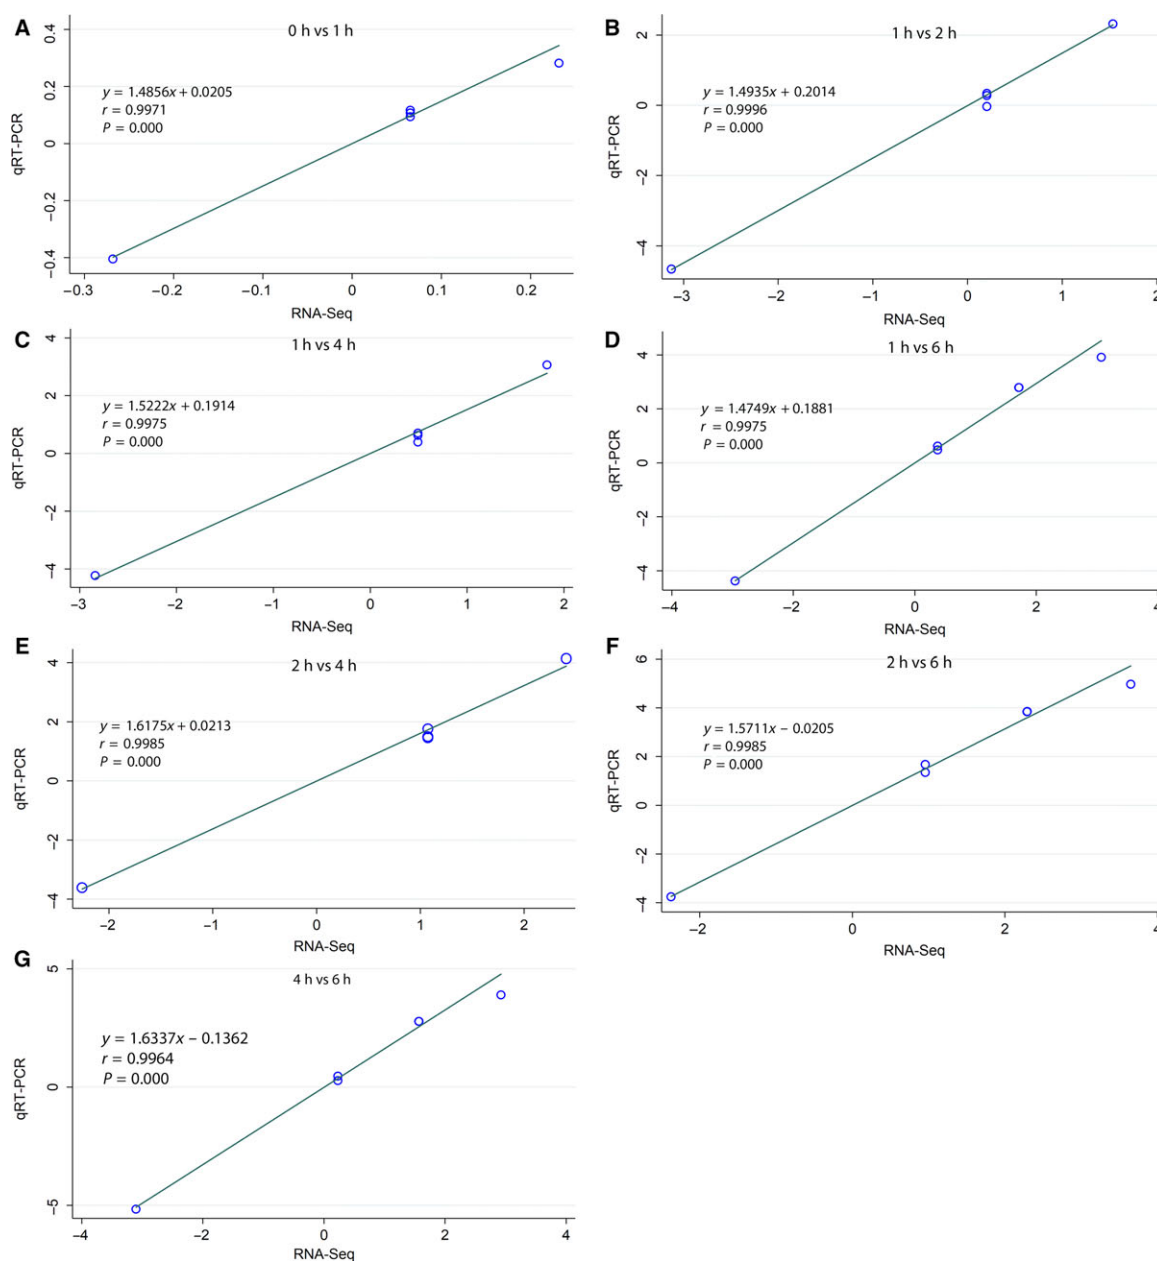 A
0 h vs 1 h
y = 1.4856x + 0.0205
r = 0.9971
P = 0.000
qRT-PCR
0.4
0.2
0
−0.2
−0.4
−0.3 −0.2 −0.1 0 0.1 0.2
RNA-Seq
B
1 h vs 2 h
y = 1.4935x + 0.2014
r = 0.9996
P = 0.000
qRT-PCR
2
0
−2
−4
−3 −2 −1 0 1 2
RNA-Seq
C
1 h vs 4 h
y = 1.5222x + 0.1914
r = 0.9975
P = 0.000
qRT-PCR
4
2
0
−2
−4
−3 −2 −1 0 1 2
RNA-Seq
D
1 h vs 6 h
y = 1.4749x + 0.1881
r = 0.9975
P = 0.000
qRT-PCR
4
2
0
−2
−4
−4 −2 0 2 4
RNA-Seq
E
2 h vs 4 h
y = 1.6175x + 0.0213
r = 0.9985
P = 0.000
qRT-PCR
4
2
0
−2
−4
−2 −1 0 1 2
RNA-Seq
F
2 h vs 6 h
y = 1.5711x − 0.0205
r = 0.9985
P = 0.000
qRT-PCR
6
4
2
0
−2
−4
−2 0 2 4
RNA-Seq
G
4 h vs 6 h
y = 1.6337x − 0.1362
r = 0.9964
P = 0.000
qRT-PCR
5
0
−5
−4 −2 0 2 4
RNA-Seq